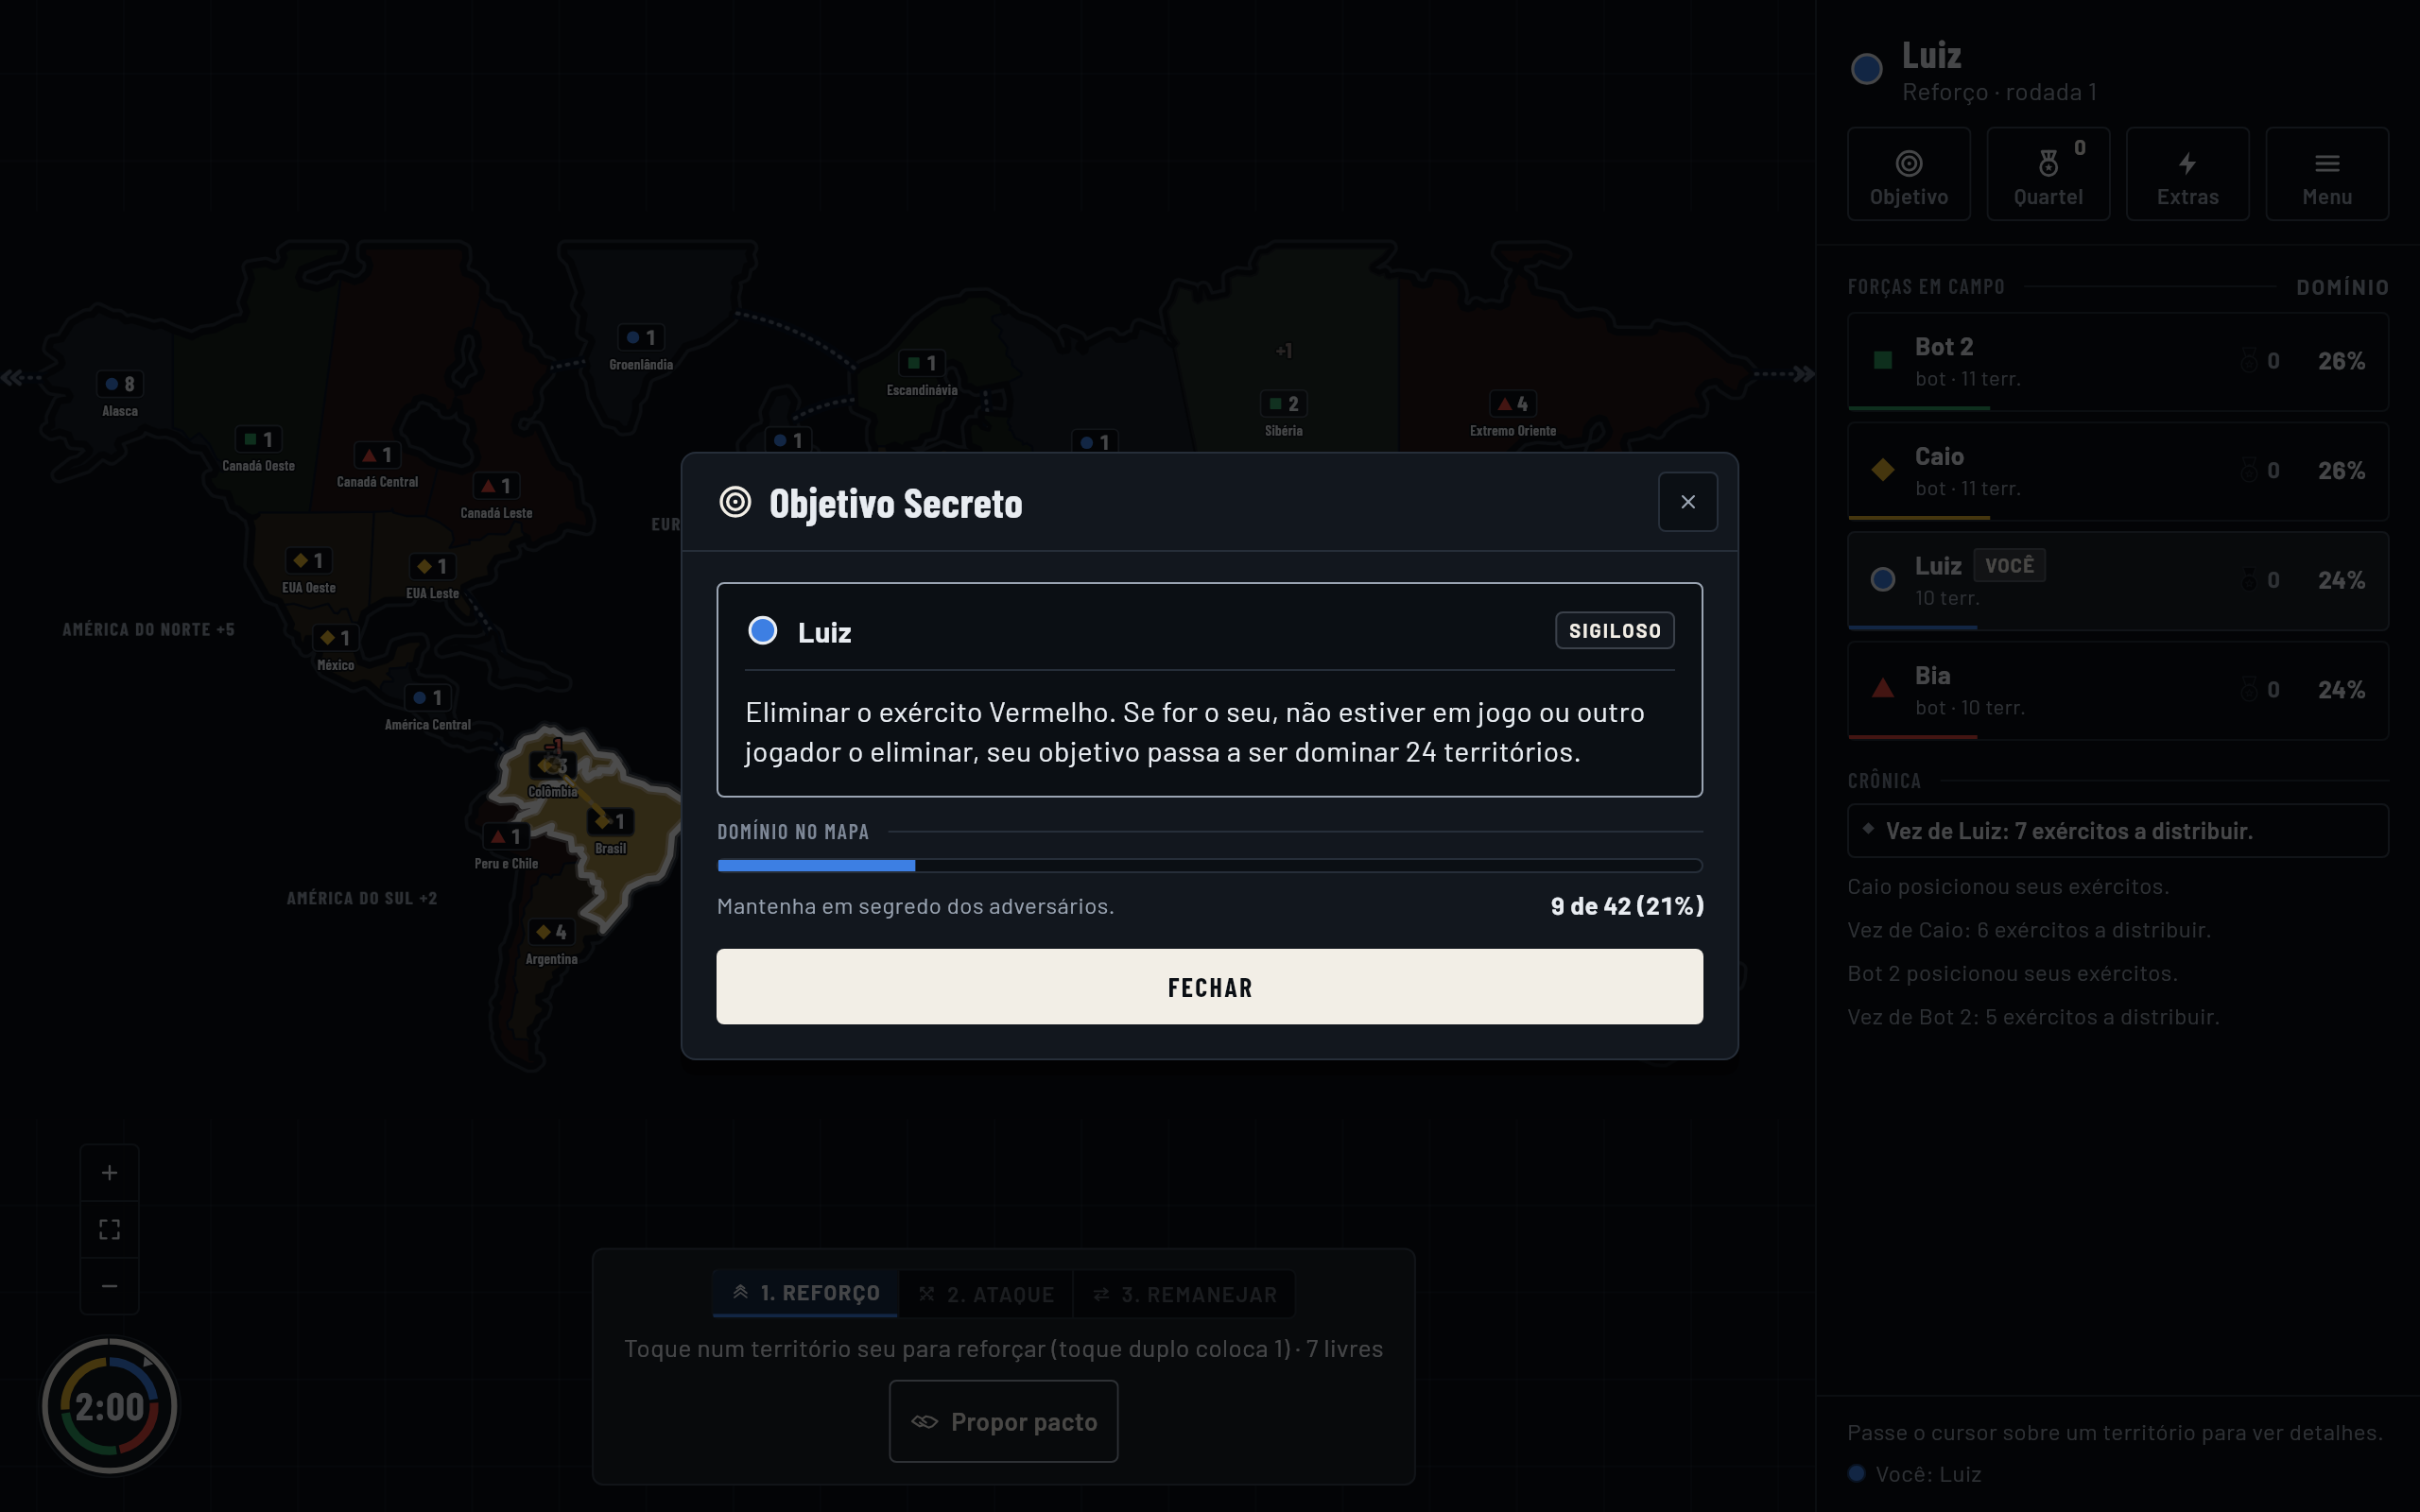 Luiz
Reforço · rodada 1
Objetivo
0
Quartel
Extras
Menu
FORÇAS EM CAMPO
DOMÍNIO
Bot 2
bot · 11 terr.
0
26%
Caio
bot · 11 terr.
0
26%
Luiz
VOCÊ
10 terr.
0
24%
Bia
bot · 10 terr.
0
24%
CRÔNICA
Vez de Luiz: 7 exércitos a distribuir.
Caio posicionou seus exércitos.
Vez de Caio: 6 exércitos a distribuir.
Bot 2 posicionou seus exércitos.
Vez de Bot 2: 5 exércitos a distribuir.
Passe o cursor sobre um território para ver detalhes.
Você: Luiz
8
Alasca
1
Canadá Oeste
1
Canadá Central
1
Canadá Leste
1
Groenlândia
1
Escandinávia
1
1
+1
2
Sibéria
4
Extremo Oriente
EUR
1
EUA Oeste
1
EUA Leste
AMÉRICA DO NORTE +5
1
México
1
América Central
-1
3
Colômbia
1
Brasil
1
Peru e Chile
AMÉRICA DO SUL +2
4
Argentina
Objetivo Secreto
Luiz
SIGILOSO
Eliminar o exército Vermelho. Se for o seu, não estiver em jogo ou outro
jogador o eliminar, seu objetivo passa a ser dominar 24 territórios.
DOMÍNIO NO MAPA
Mantenha em segredo dos adversários.
9 de 42 (21%)
FECHAR
2:00
1. REFORÇO
2. ATAQUE
3. REMANEJAR
Toque num território seu para reforçar (toque duplo coloca 1) · 7 livres
Propor pacto